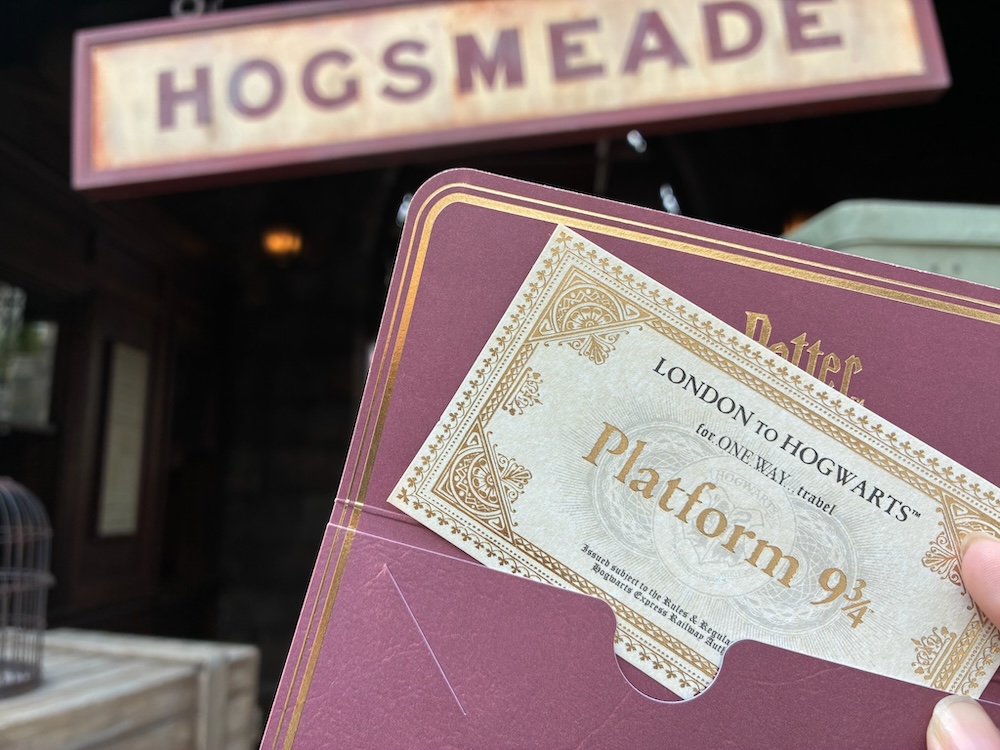 HOGSMEADE
Potter
LONDON TO HOGWARTS™
for ONE WAY travel
Platform 9¾
Issued subject to the Rules & Regula
Hogwarts Express Railway Auth
HOGWARTS